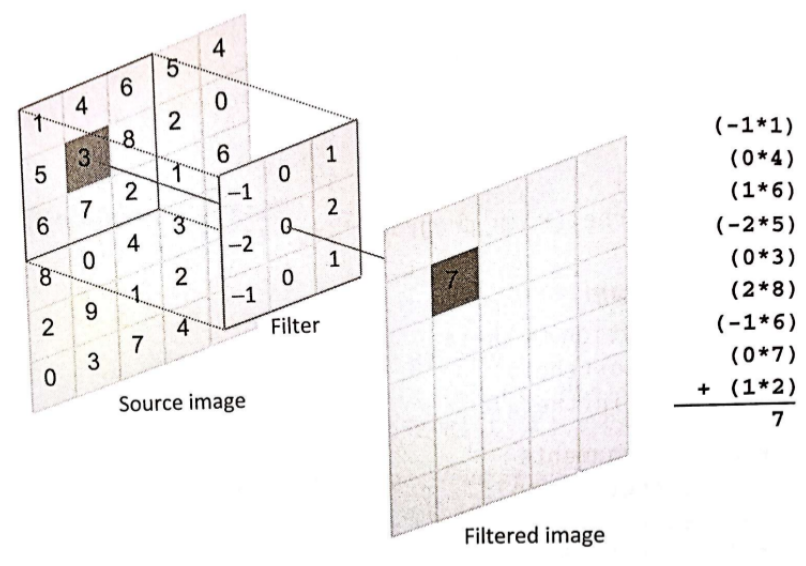 1 4 6 5 4
5 3 8 2 0
6 7 2 1 6
8 0 4 3
2 9 1 2
0 3 7 4
Source image
−1 0 1
−2 0 2
−1 0 1
Filter
7
Filtered image
(-1*1)
(0*4)
(1*6)
(-2*5)
(0*3)
(2*8)
(-1*6)
(0*7)
+ (1*2)
7